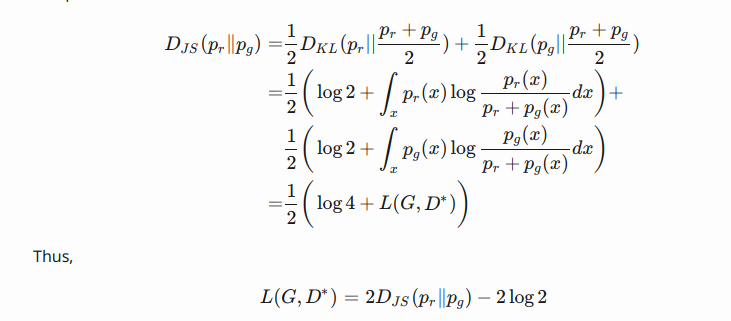 $D_{JS}(p_r \| p_g) = \frac{1}{2} D_{KL}(p_r || \frac{p_r + p_g}{2}) + \frac{1}{2} D_{KL}(p_g || \frac{p_r + p_g}{2})$
$= \frac{1}{2} \left( \log 2 + \int_x p_r(x) \log \frac{p_r(x)}{p_r + p_g(x)} dx \right) +$
$\frac{1}{2} \left( \log 2 + \int_x p_g(x) \log \frac{p_g(x)}{p_r + p_g(x)} dx \right)$
$= \frac{1}{2} \left( \log 4 + L(G, D^*) \right)$
Thus,
$L(G, D^*) = 2D_{JS}(p_r \| p_g) - 2 \log 2$